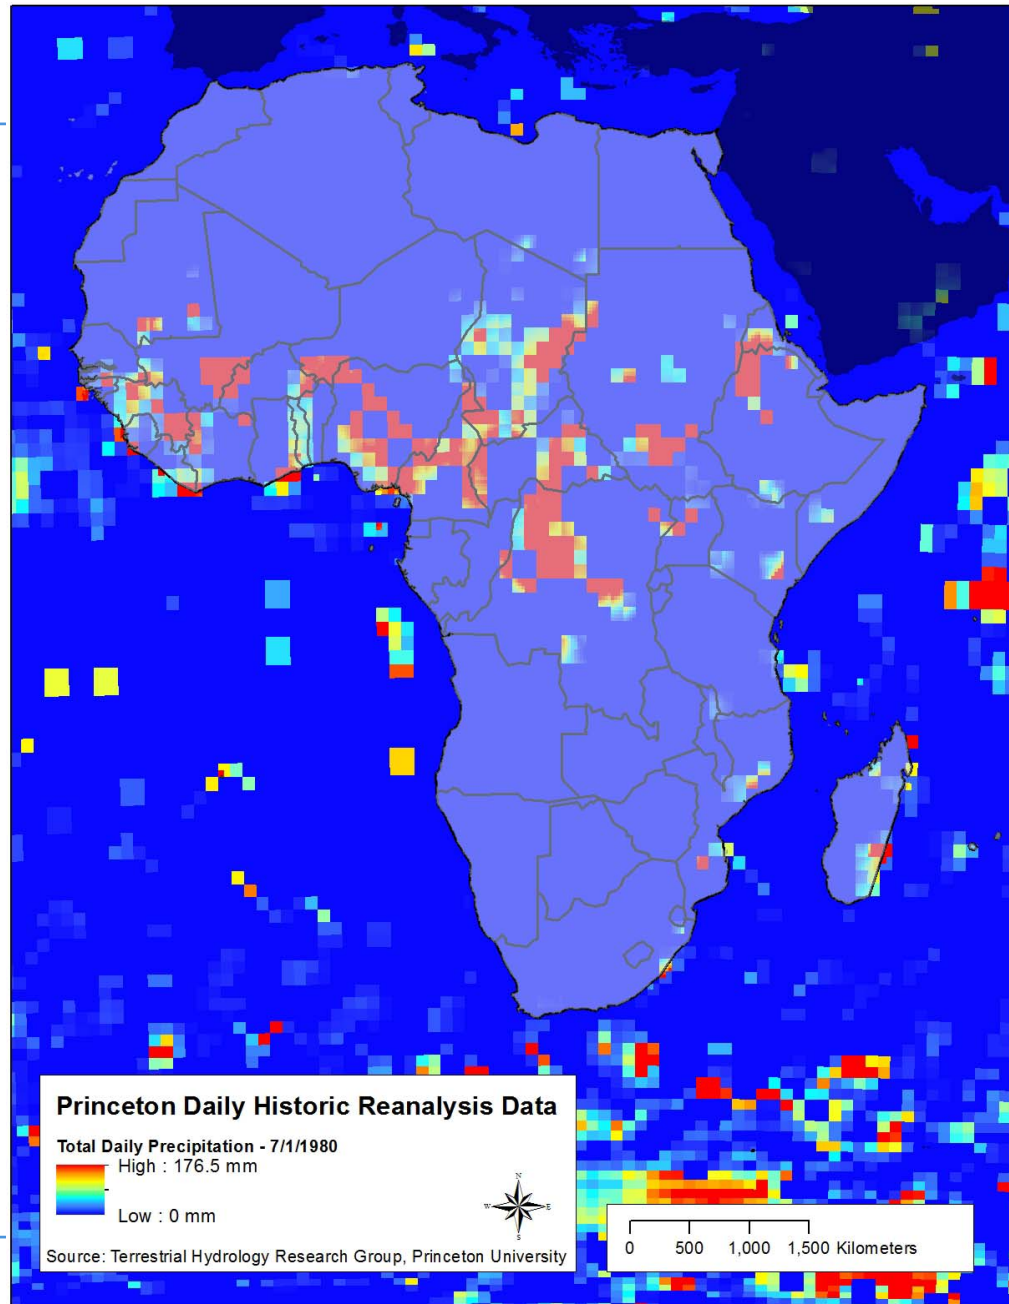 Princeton Daily Historic Reanalysis Data
Total Daily Precipitation - 7/1/1980
High : 176.5 mm
Low : 0 mm
N
W E
S
Source: Terrestrial Hydrology Research Group, Princeton University
0 500 1,000 1,500 Kilometers